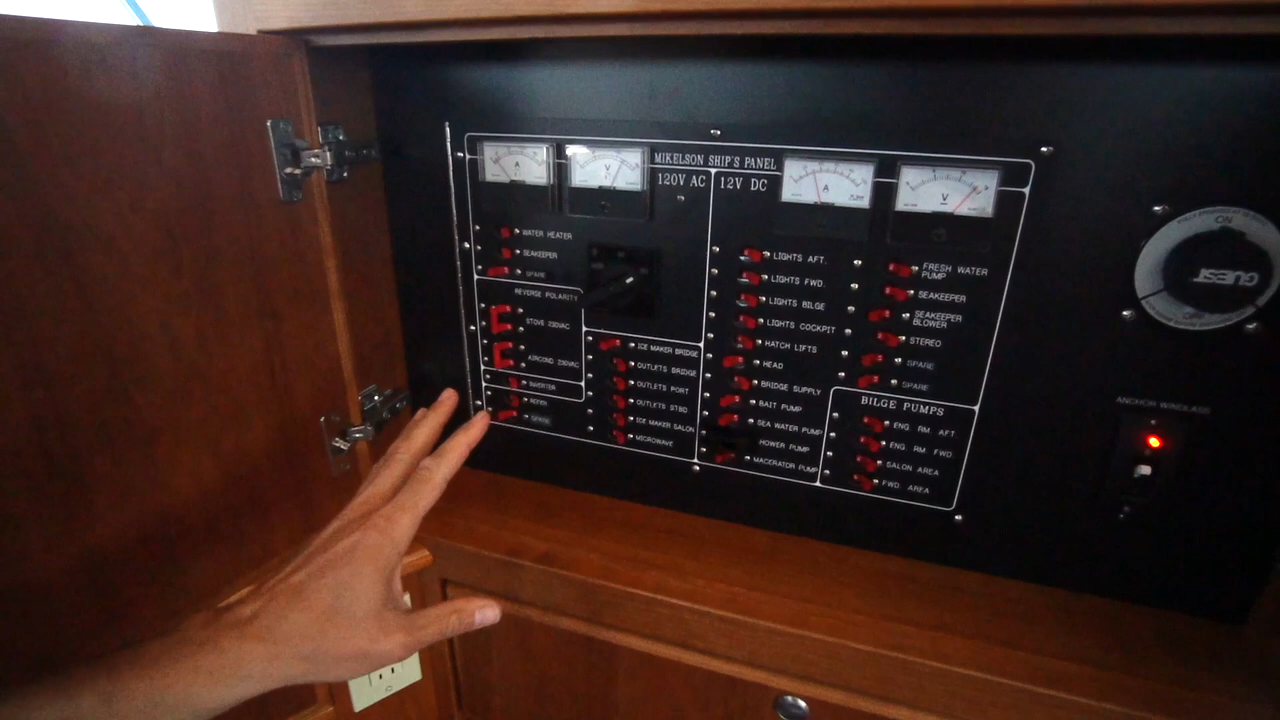 MIKELSON SHIP'S PANEL
120V AC
12V DC
A
V
A
V
WATER HEATER
SEAKEEPER
SPARE
REVERSE POLARITY
STOVE 230VAC
AIRCOND 230VAC
INVERTER
SPARE
ICE MAKER BRIDGE
OUTLETS BRIDGE
OUTLETS PORT
OUTLETS STBD
ICE MAKER SALON
MICROWAVE
LIGHTS AFT.
LIGHTS FWD.
LIGHTS BILGE
LIGHTS COCKPIT
HATCH LIFTS
HEAD
BRIDGE SUPPLY
BAIT PUMP
SEA WATER PUMP
HOWER PUMP
MACERATOR PUMP
FRESH WATER
PUMP
SEAKEEPER
SEAKEEPER
BLOWER
STEREO
SPARE
SPARE
BILGE PUMPS
ENG. RM. AFT
ENG. RM. FWD
SALON AREA
FWD. AREA
ON
GUEST
ANCHOR WINDLASS